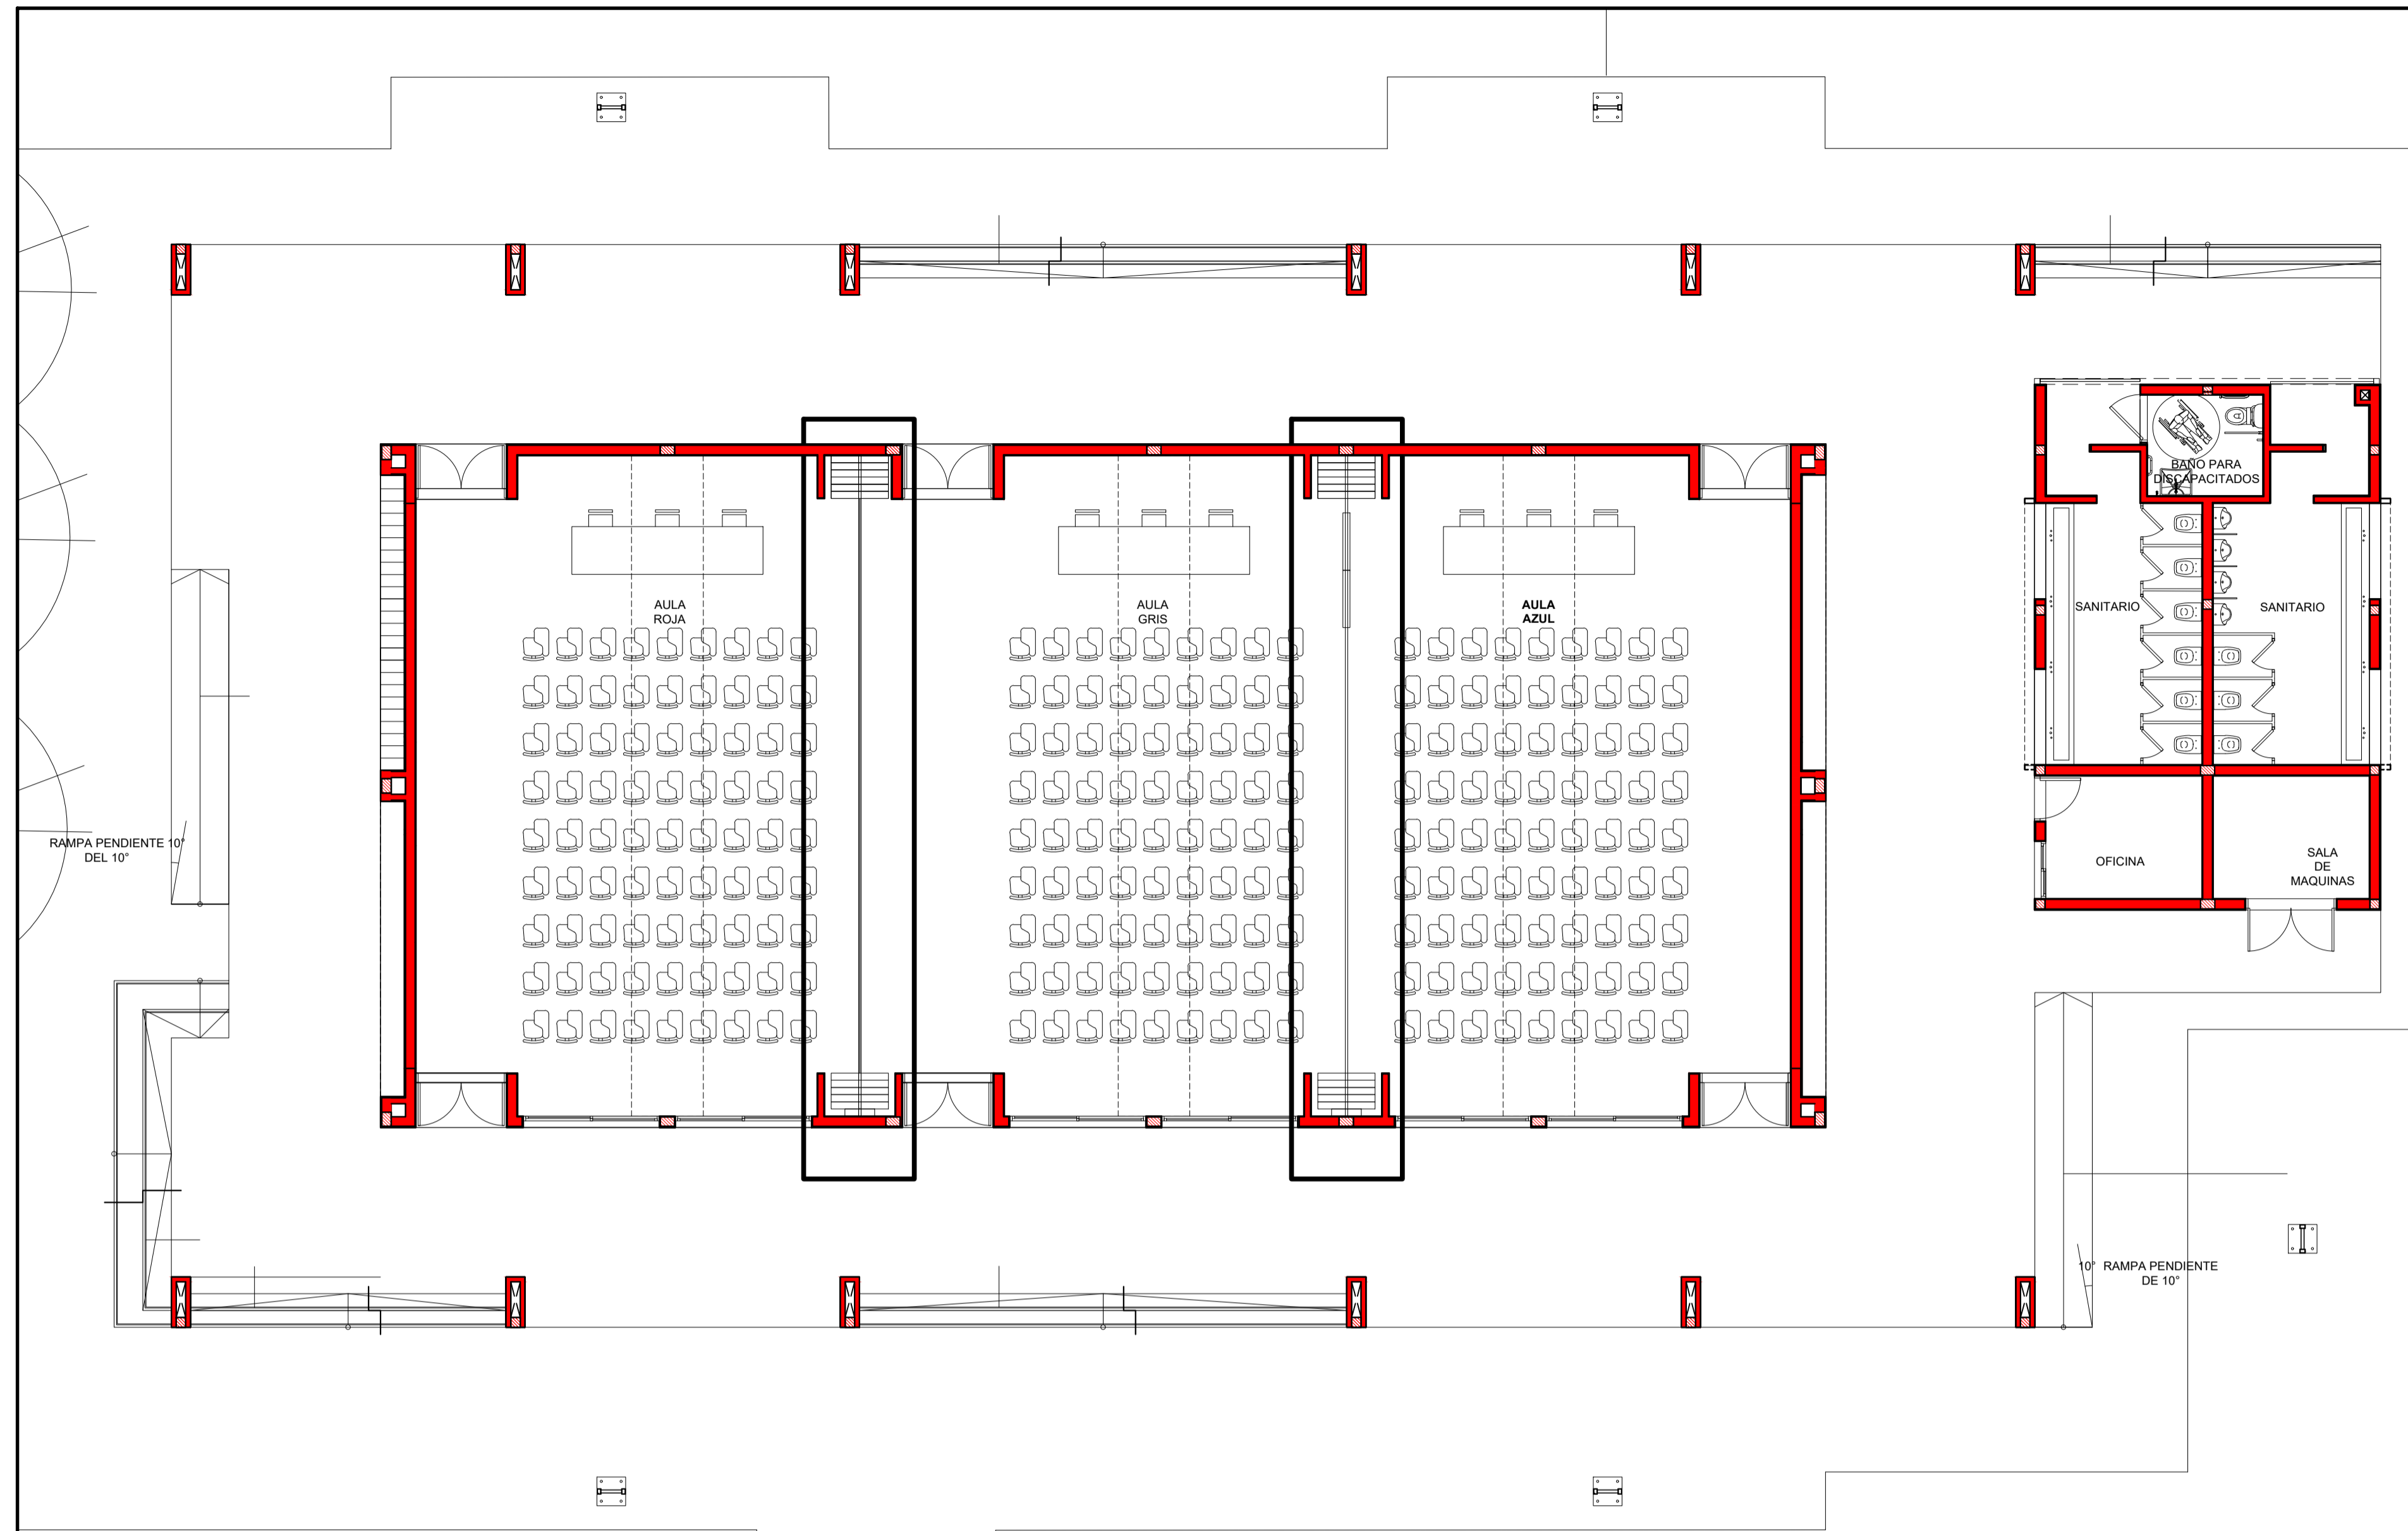 BAÑO PARA
DISCAPACITADOS
AULA
ROJA
AULA
GRIS
AULA
AZUL
SANITARIO
SANITARIO
RAMPA PENDIENTE 10°
DEL 10°
OFICINA
SALA
DE
MAQUINAS
10° RAMPA PENDIENTE
DE 10°